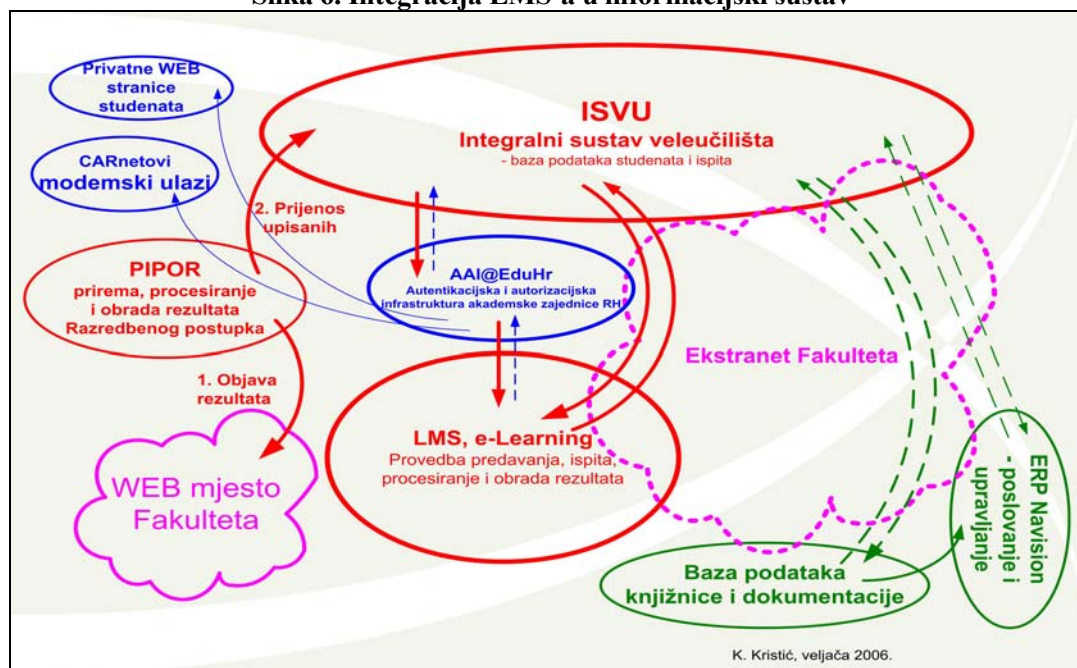 Slika 6. Integracija LMS-a u informacijski sustav
Privatne WEB
stranice
studenata
CARnetovi
modemski ulazi
ISVU
Integralni sustav veleučilišta
- baza podataka studenata i ispita
2. Prijenos
upisanih
PIPOR
prirema, procesiranje
i obrada rezultata
Razredbenog postupka
AAI@EduHr
Autentikacijska i autorizacijska
infrastruktura akademske zajednice RH
Ekstranet Fakulteta
1. Objava
rezultata
LMS, e-Learning
Provedba predavanja, ispita,
procesiranje i obrada rezultata
WEB mjesto
Fakulteta
ERP Navision
- poslovanje i
upravljanje
Baza podataka
knjižnice i dokumentacije
K. Kristić, veljača 2006.